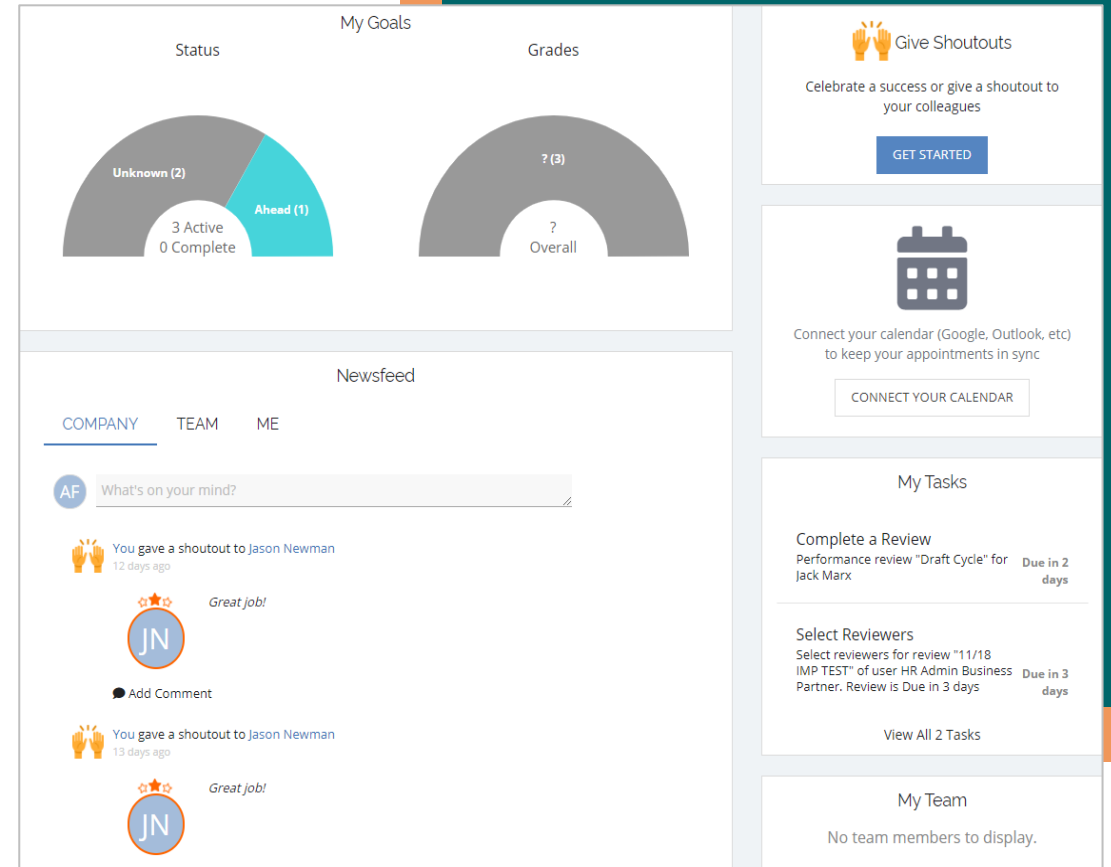 My Goals
Status
Grades
Unknown (2)
Ahead (1)
3 Active
0 Complete
? (3)
?
Overall
Newsfeed
COMPANY
TEAM
ME
AF
What's on your mind?
You gave a shoutout to Jason Newman
12 days ago
Great job!
JN
Add Comment
You gave a shoutout to Jason Newman
13 days ago
Great job!
JN
Give Shoutouts
Celebrate a success or give a shoutout to
your colleagues
GET STARTED
Connect your calendar (Google, Outlook, etc)
to keep your appointments in sync
CONNECT YOUR CALENDAR
My Tasks
Complete a Review
Performance review "Draft Cycle" for
Jack Marx
Due in 2
days
Select Reviewers
Select reviewers for review "11/18
IMP TEST" of user HR Admin Business
Partner. Review is Due in 3 days
Due in 3
days
View All 2 Tasks
My Team
No team members to display.